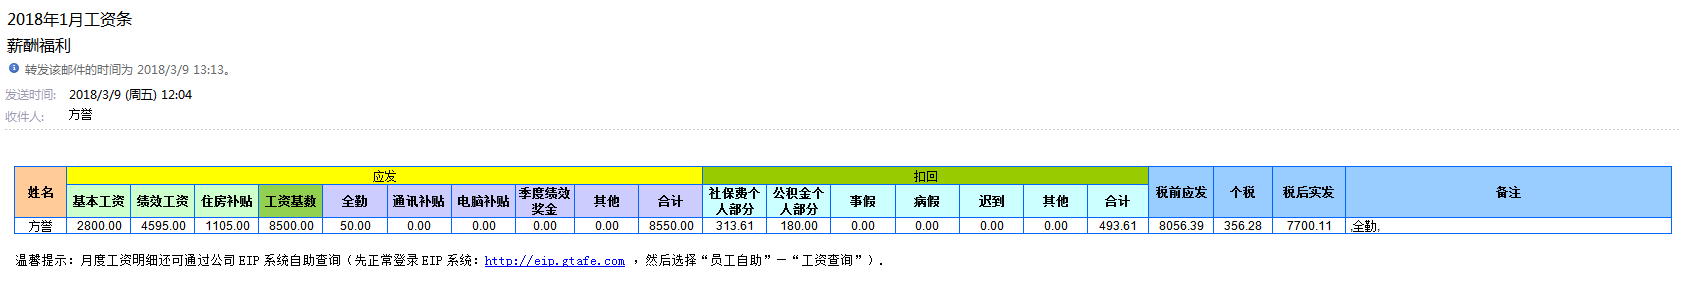 2018年1月工资条
薪酬福利
转发该邮件的时间为 2018/3/9 13:13。
发送时间: 2018/3/9 (周五) 12:04
收件人: 方誉
姓名 应发 扣回 税前应发 个税 税后实发 备注
基本工资 绩效工资 住房补贴 工资基数 全勤 通讯补贴 电脑补贴 季度绩效奖金 其他 合计 社保费个人部分 公积金个人部分 事假 病假 迟到 其他 合计
方誉 2800.00 4595.00 1105.00 8500.00 50.00 0.00 0.00 0.00 0.00 8550.00 313.61 180.00 0.00 0.00 0.00 0.00 493.61 8056.39 356.28 7700.11 ,全勤,
温馨提示：月度工资明细还可通过公司EIP系统自助查询（先正常登录EIP系统：http://eip.gtafe.com ，然后选择“员工自助”—“工资查询”）.